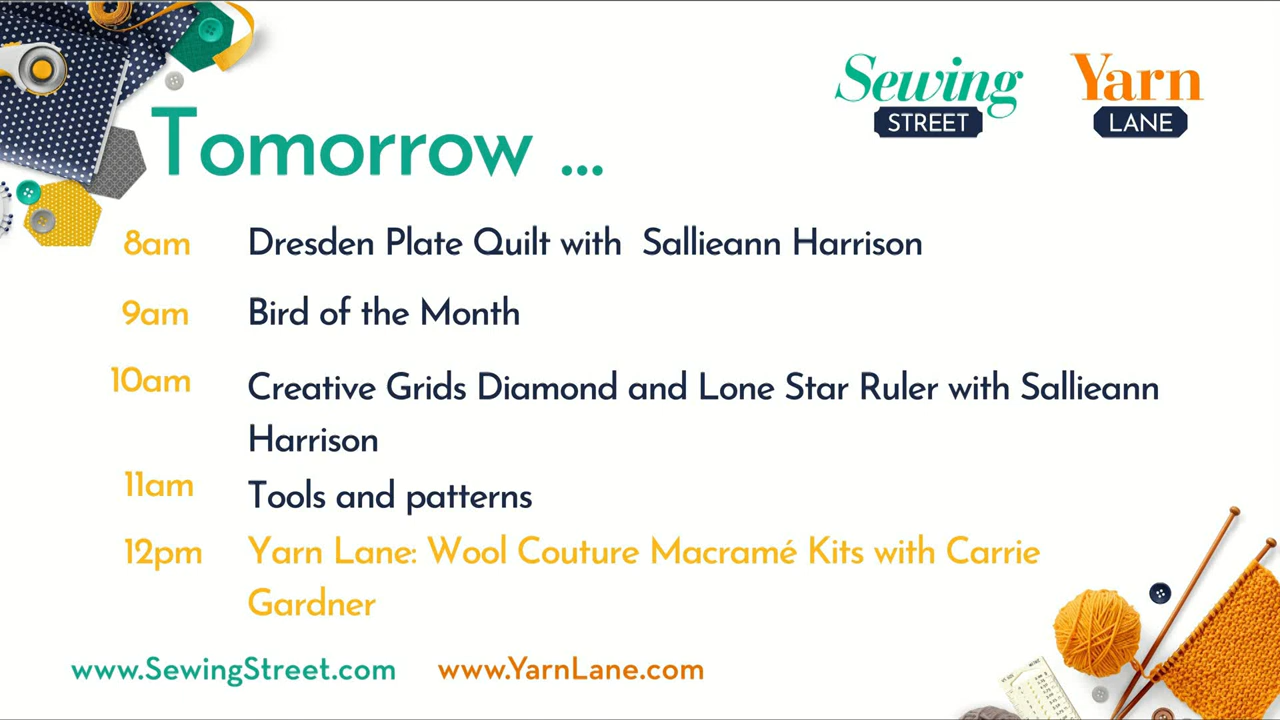 Sewing
STREET
Yarn
LANE
Tomorrow ...
8am Dresden Plate Quilt with  Sallieann Harrison
9am Bird of the Month
10am Creative Grids Diamond and Lone Star Ruler with Sallieann
Harrison
11am Tools and patterns
12pm Yarn Lane: Wool Couture Macramé Kits with Carrie
Gardner
www.SewingStreet.com www.YarnLane.com